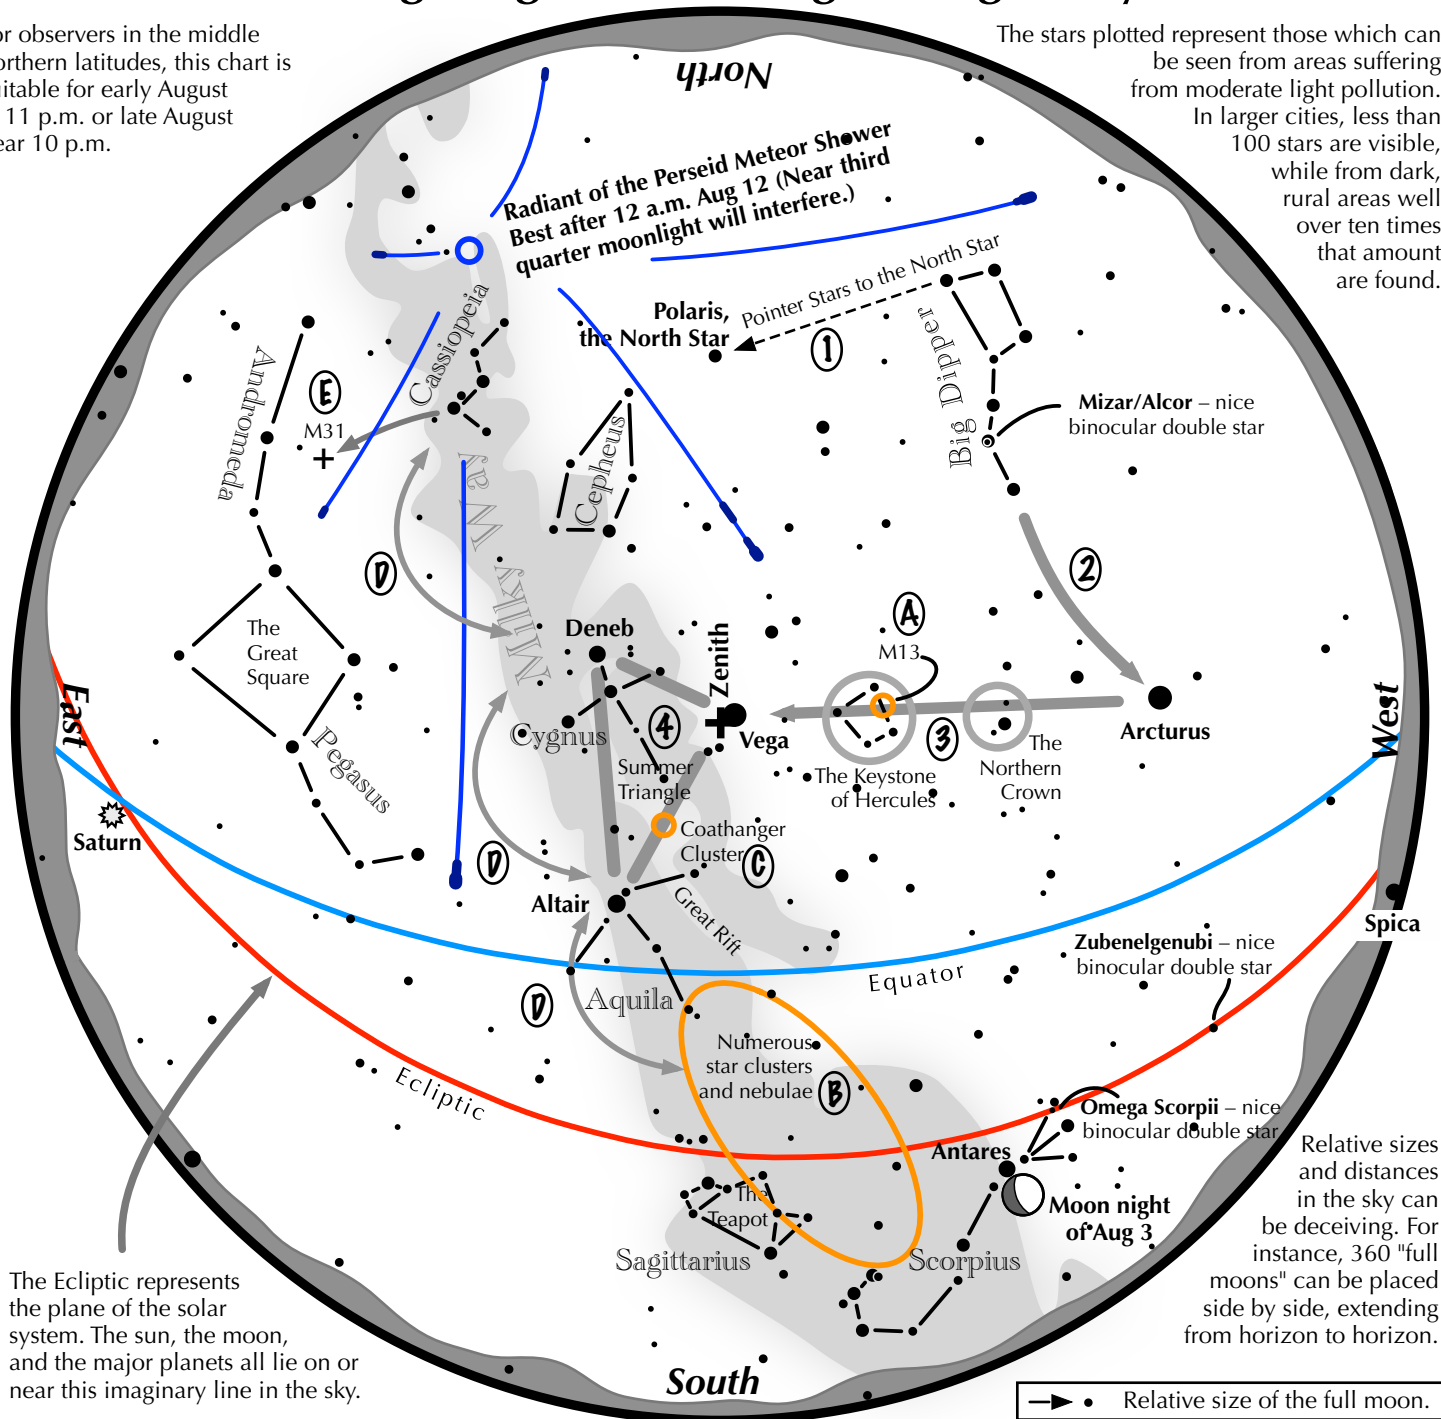 or observers in the middle
orthern latitudes, this chart is
itable for early August
11 p.m. or late August
ear 10 p.m.
The stars plotted represent those which can
be seen from areas suffering
from moderate light pollution.
In larger cities, less than
100 stars are visible,
while from dark,
rural areas well
over ten times
that amount
are found.
North
Radiant of the Perseid Meteor Shower
Best after 12 a.m. Aug 12 (Near third
quarter moonlight will interfere.)
Pointer Stars to the North Star
Polaris,
the North Star
1
Cassiopeia
Big Dipper
Andromeda
E
M31
Mizar/Alcor – nice
binocular double star
Cepheus
Milky Way
D
2
The
Great
Square
Deneb
Zenith
A
M13
East
Pegasus
Cygnus
4
Vega
3
Arcturus
West
Summer
Triangle
The Keystone
of Hercules
The
Northern
Crown
Saturn
Coathanger
Cluster
C
D
Altair
Great Rift
Spica
Zubenelgenubi – nice
binocular double star
Equator
D
Aquila
Numerous
star clusters
and nebulae
B
Ecliptic
Omega Scorpii – nice
binocular double star
Antares
Moon night
of Aug 3
The
Teapot
Sagittarius
Scorpius
Relative sizes
and distances
in the sky can
be deceiving. For
instance, 360 "full
moons" can be placed
side by side, extending
from horizon to horizon.
The Ecliptic represents
the plane of the solar
system. The sun, the moon,
and the major planets all lie on or
near this imaginary line in the sky.
South
Relative size of the full moon.